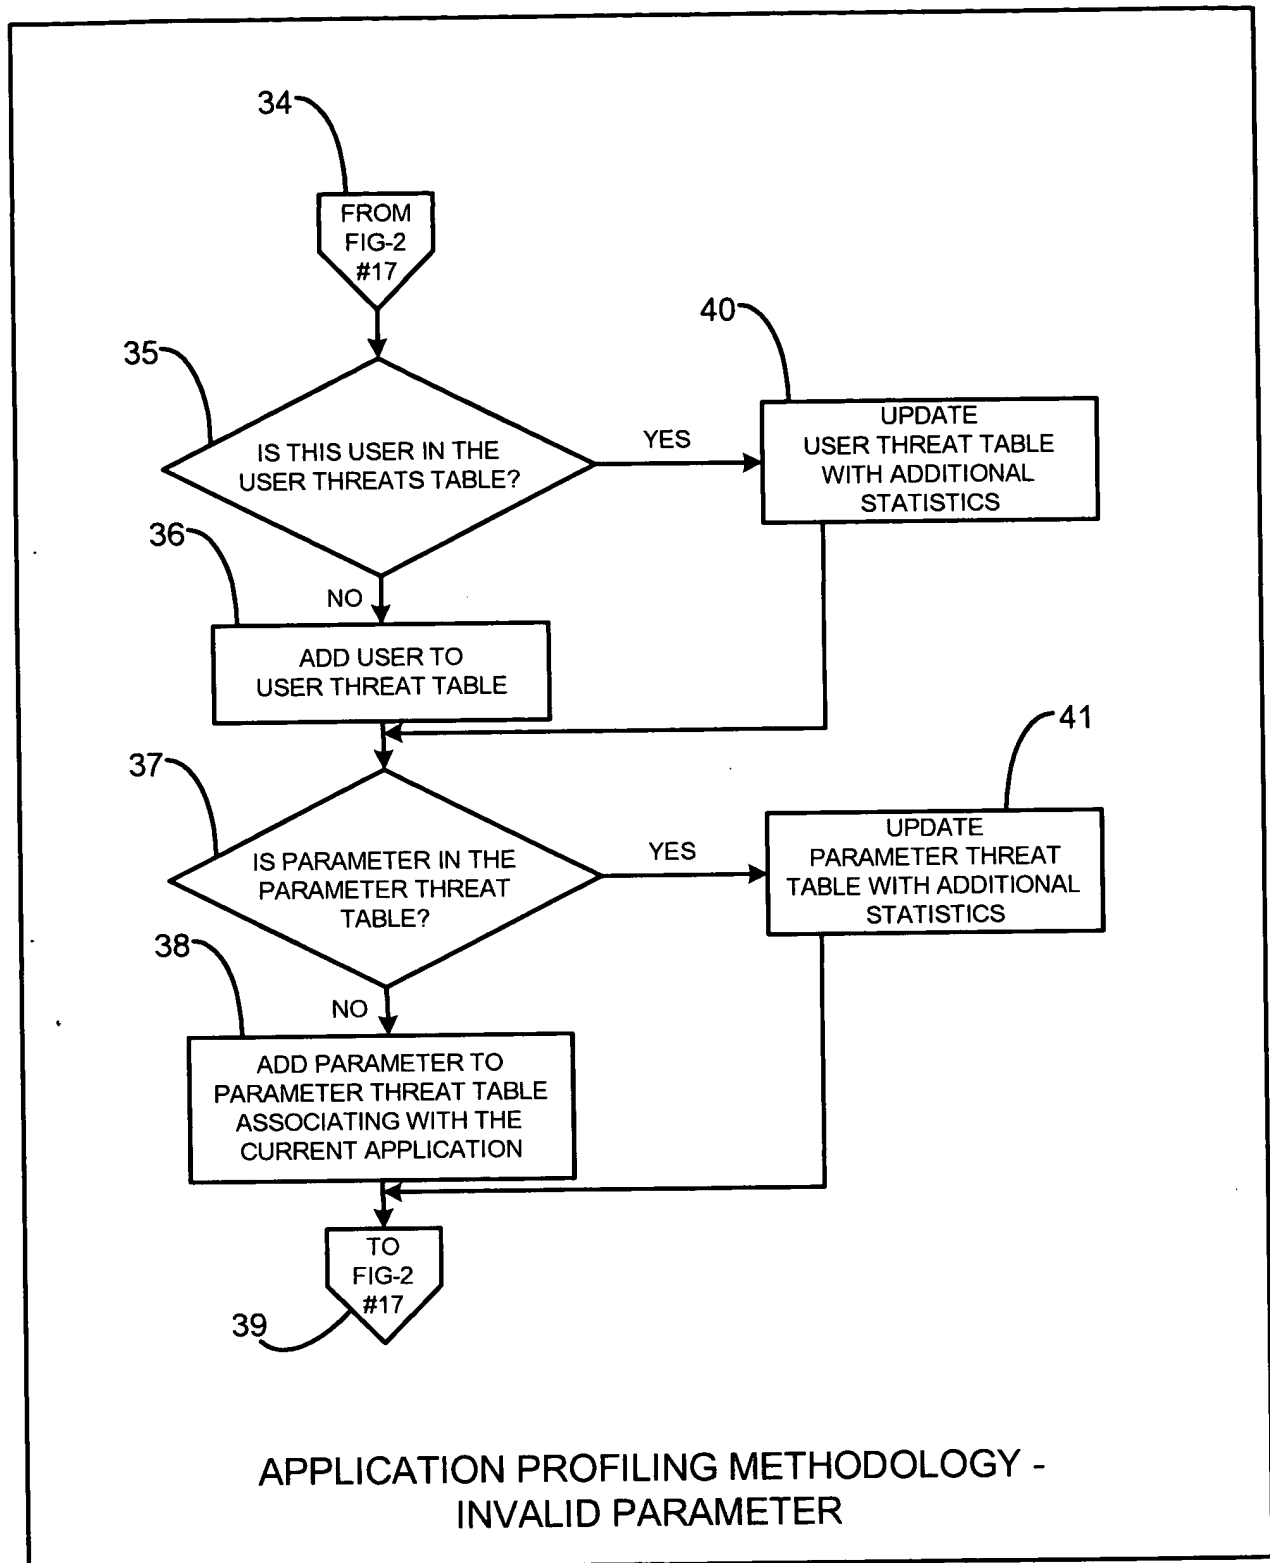 34
FROM
FIG-2
#17
35
IS THIS USER IN THE
USER THREATS TABLE?
YES
40
UPDATE
USER THREAT TABLE
WITH ADDITIONAL
STATISTICS
NO
36
ADD USER TO
USER THREAT TABLE
37
IS PARAMETER IN THE
PARAMETER THREAT
TABLE?
YES
41
UPDATE
PARAMETER THREAT
TABLE WITH ADDITIONAL
STATISTICS
NO
38
ADD PARAMETER TO
PARAMETER THREAT TABLE
ASSOCIATING WITH THE
CURRENT APPLICATION
TO
FIG-2
#17
39
APPLICATION PROFILING METHODOLOGY -
INVALID PARAMETER